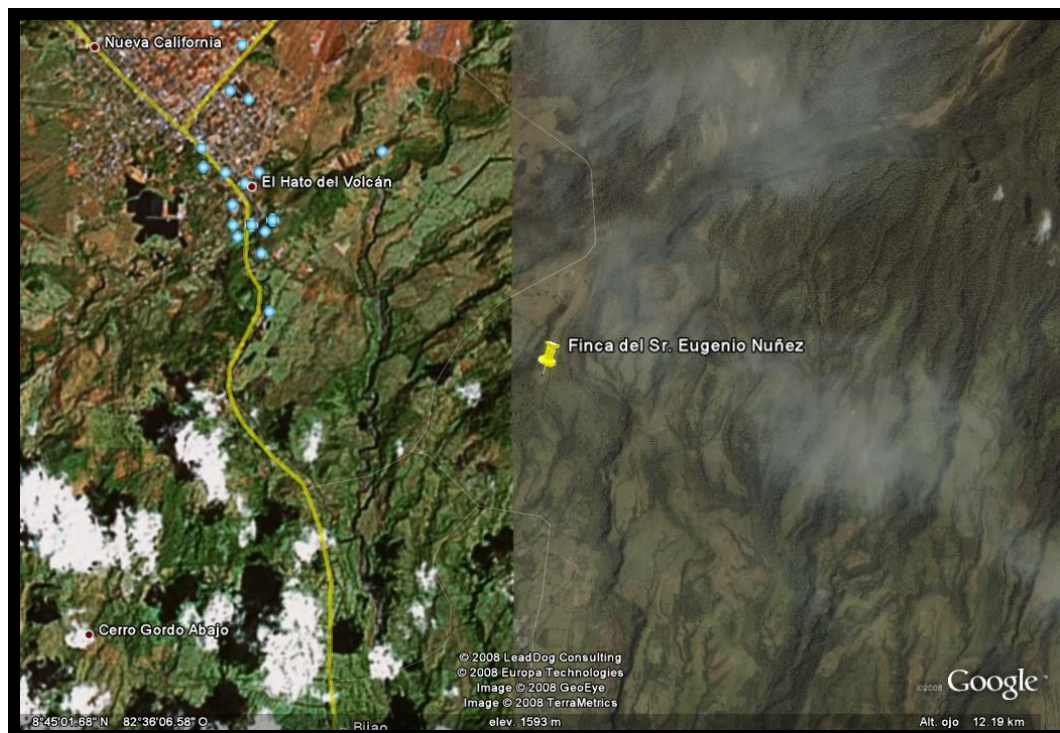 Nueva California
El Hato del Volcán
Finca del Sr. Eugenio Nuñez
Cerro Gordo Abajo
© 2008 LeadDog Consulting
© 2008 Europa Technologies
Image © 2008 GeoEye
Image © 2008 TerraMetrics
©2008 Google™
8°45'01.68" N 82°36'06.58" O
Bijao
elev. 1593 m
Alt. ojo 12.19 km